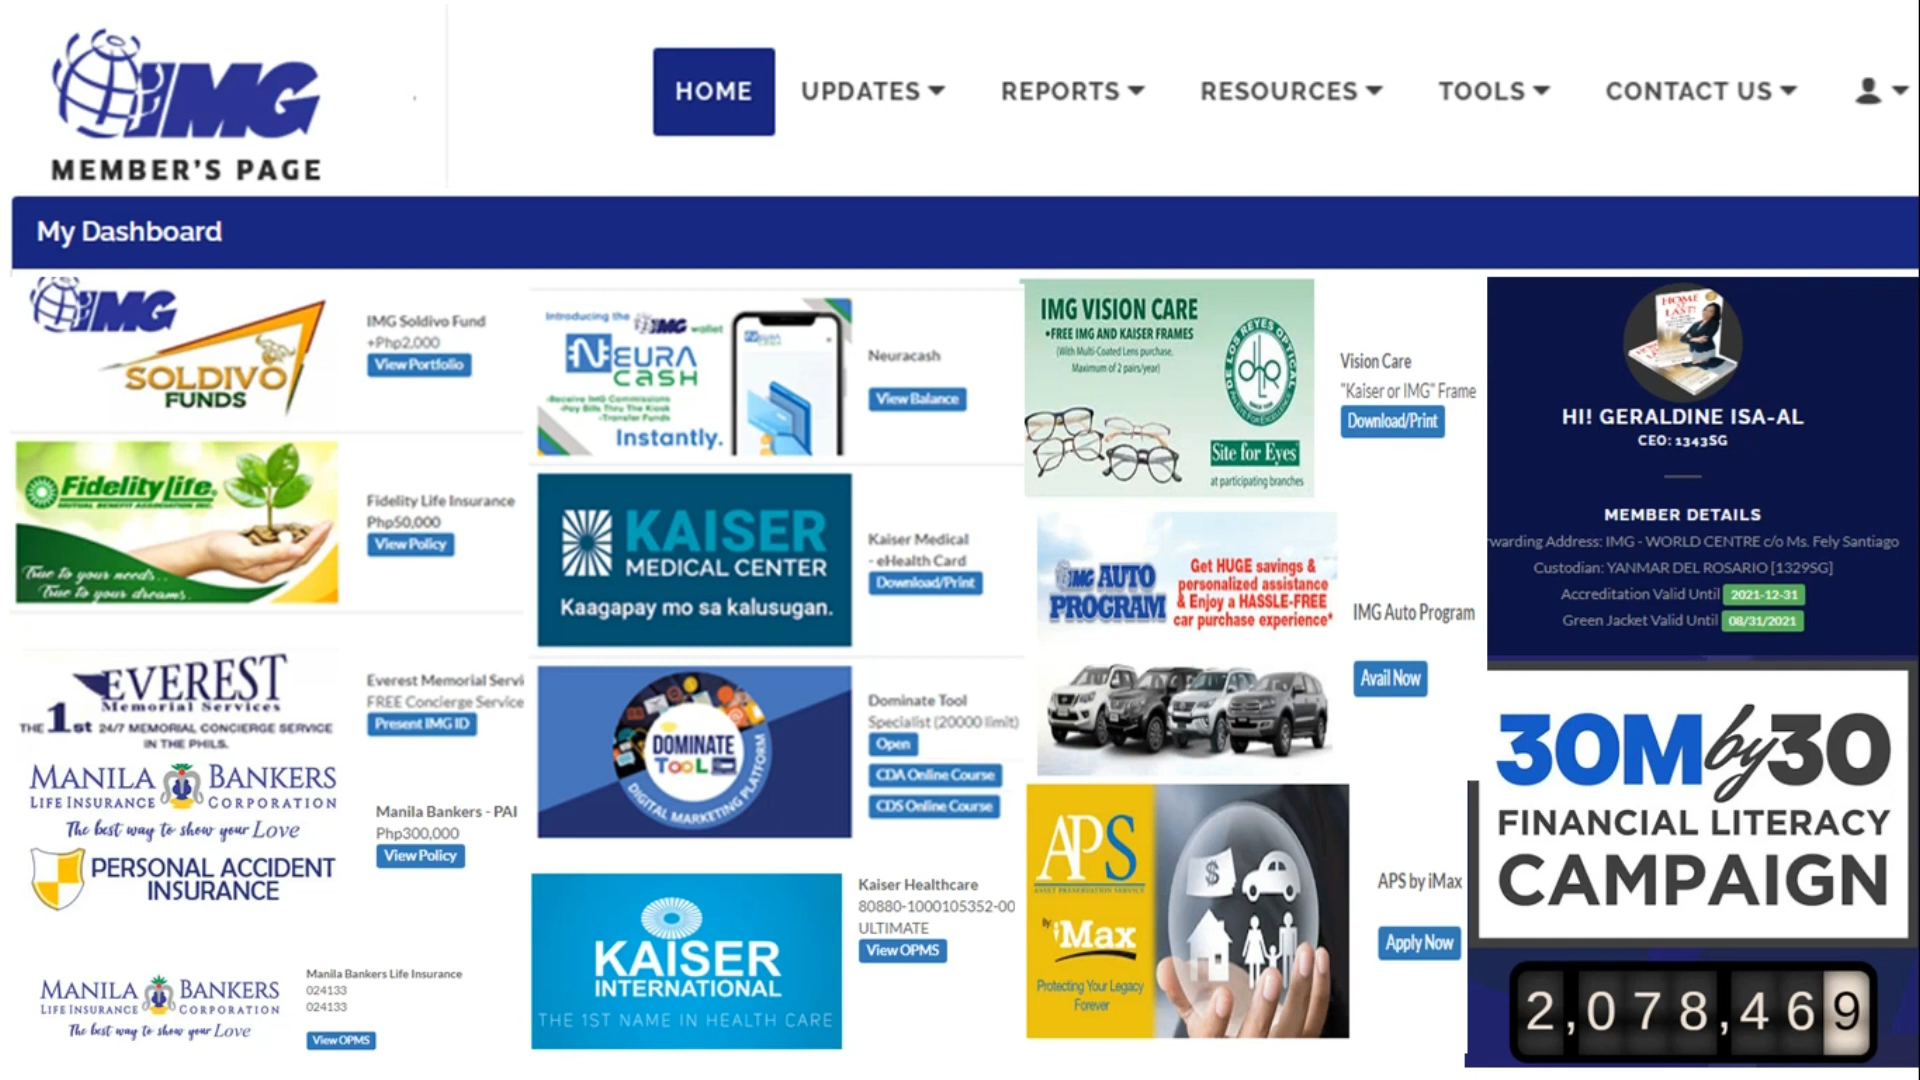 IMG
MEMBER'S PAGE
HOME
UPDATES
REPORTS
RESOURCES
TOOLS
CONTACT US
My Dashboard
IMG
SOLDIVO
FUNDS
IMG Soldivo Fund
+Php2,000
View Portfolio
Fidelity Life.
MUTUAL BENEFIT ASSOCIATION INC.
True to your needs..
True to your dreams.
Fidelity Life Insurance
Php50,000
View Policy
EVEREST
Memorial Services
THE 1st 24/7 MEMORIAL CONCIERGE SERVICE
IN THE PHILS.
Everest Memorial Servi
FREE Concierge Service
Present IMG ID
MANILA BANKERS
LIFE INSURANCE CORPORATION
The best way to show your Love
PERSONAL ACCIDENT
INSURANCE
Manila Bankers - PAI
Php300,000
View Policy
MANILA BANKERS
LIFE INSURANCE CORPORATION
The best way to show your Love
Manila Bankers Life Insurance
024133
024133
View OPMS
Introducing the IMG wallet
NEURA
CASH
-Receive IMG Commissions
-Pay Bills Thru The Kiosk
-Transfer Funds
Instantly.
Neuracash
View Balance
KAISER
MEDICAL CENTER
Kaagapay mo sa kalusugan.
Kaiser Medical
- eHealth Card
Download/Print
DOMINATE
TOOL
DIGITAL MARKETING PLATFORM
Dominate Tool
Specialist (20000 limit)
Open
CDA Online Course
CDS Online Course
KAISER
INTERNATIONAL
THE 1ST NAME IN HEALTH CARE
Kaiser Healthcare
80880-1000105352-00
ULTIMATE
View OPMS
IMG VISION CARE
•FREE IMG AND KAISER FRAMES
(With Multi-Coated Lens purchase,
Maximum of 2 pairs/year)
DE LOS REYES OPTICAL
DLR
Site for Eyes
at participating branches
Vision Care
"Kaiser or IMG" Frame
Download/Print
IMG AUTO
PROGRAM
Get HUGE savings &
personalized assistance
& Enjoy a HASSLE-FREE
car purchase experience*
IMG Auto Program
Avail Now
APS
ASSET PRESERVATION SERVICE
By:
iMax
Protecting Your Legacy
Forever
$
APS by iMax
Apply Now
HOME
AT
LAST!
HI! GERALDINE ISA-AL
CEO: 1343SG
MEMBER DETAILS
rwarding Address: IMG - WORLD CENTRE c/o Ms. Fely Santiago
Custodian: YANMAR DEL ROSARIO [1329SG]
Accreditation Valid Until 2021-12-31
Green Jacket Valid Until 08/31/2021
30M by 30
FINANCIAL LITERACY
CAMPAIGN
2,078,469